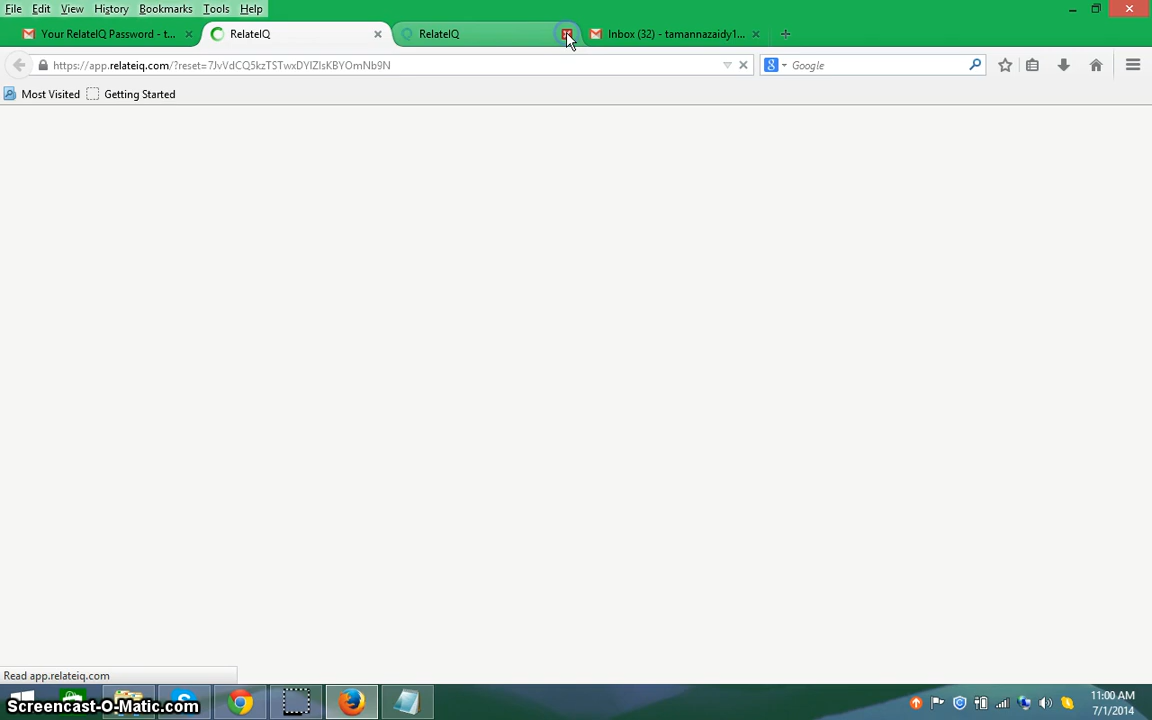 File Edit View History Bookmarks Tools Help
Your RelateIQ Password - t... RelateIQ RelateIQ Inbox (32) - tamannazaidy1...
https://app.relateiq.com/?reset=7JvVdCQ5kzTSTwxDYlZlsKBYOmNb9N Google
Most Visited Getting Started
Read app.relateiq.com
11:00 AM
7/1/2014
Screencast-O-Matic.com